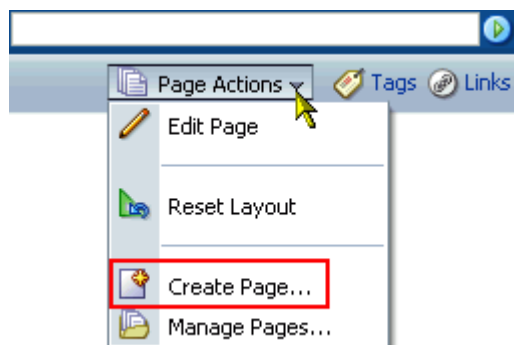 Page Actions Tags Links
Edit Page
Reset Layout
Create Page...
Manage Pages...